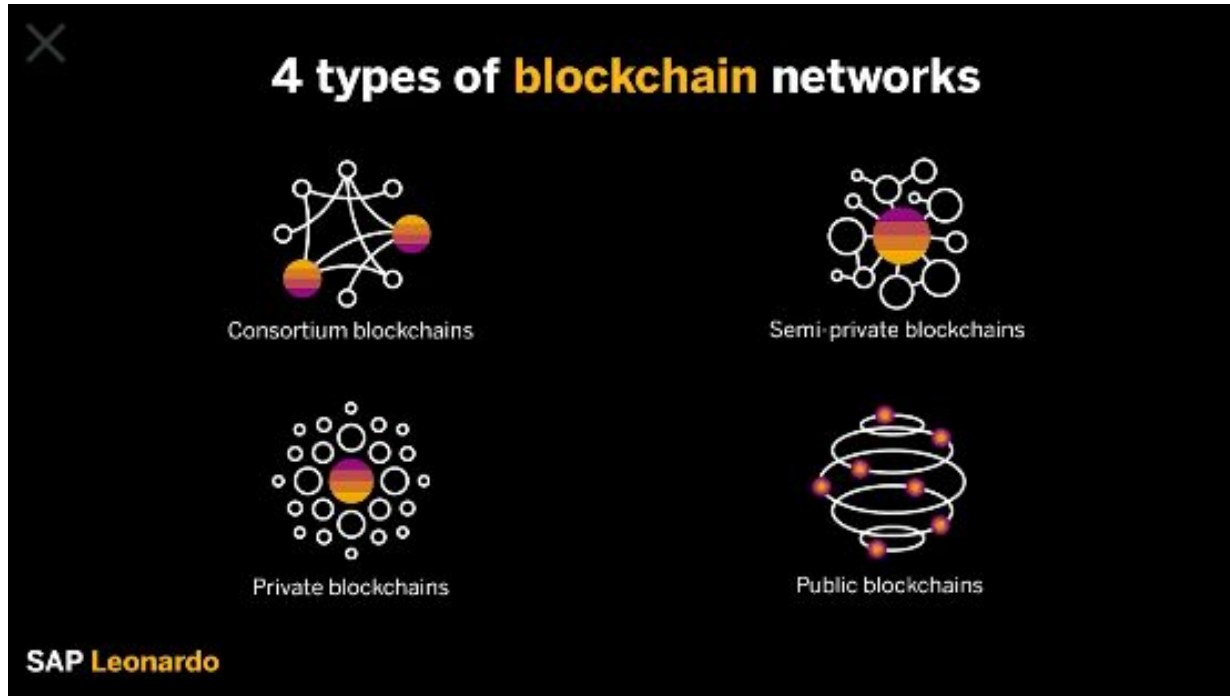 4 types of blockchain networks
Consortium blockchains
Semi-private blockchains
Private blockchains
Public blockchains
SAP Leonardo